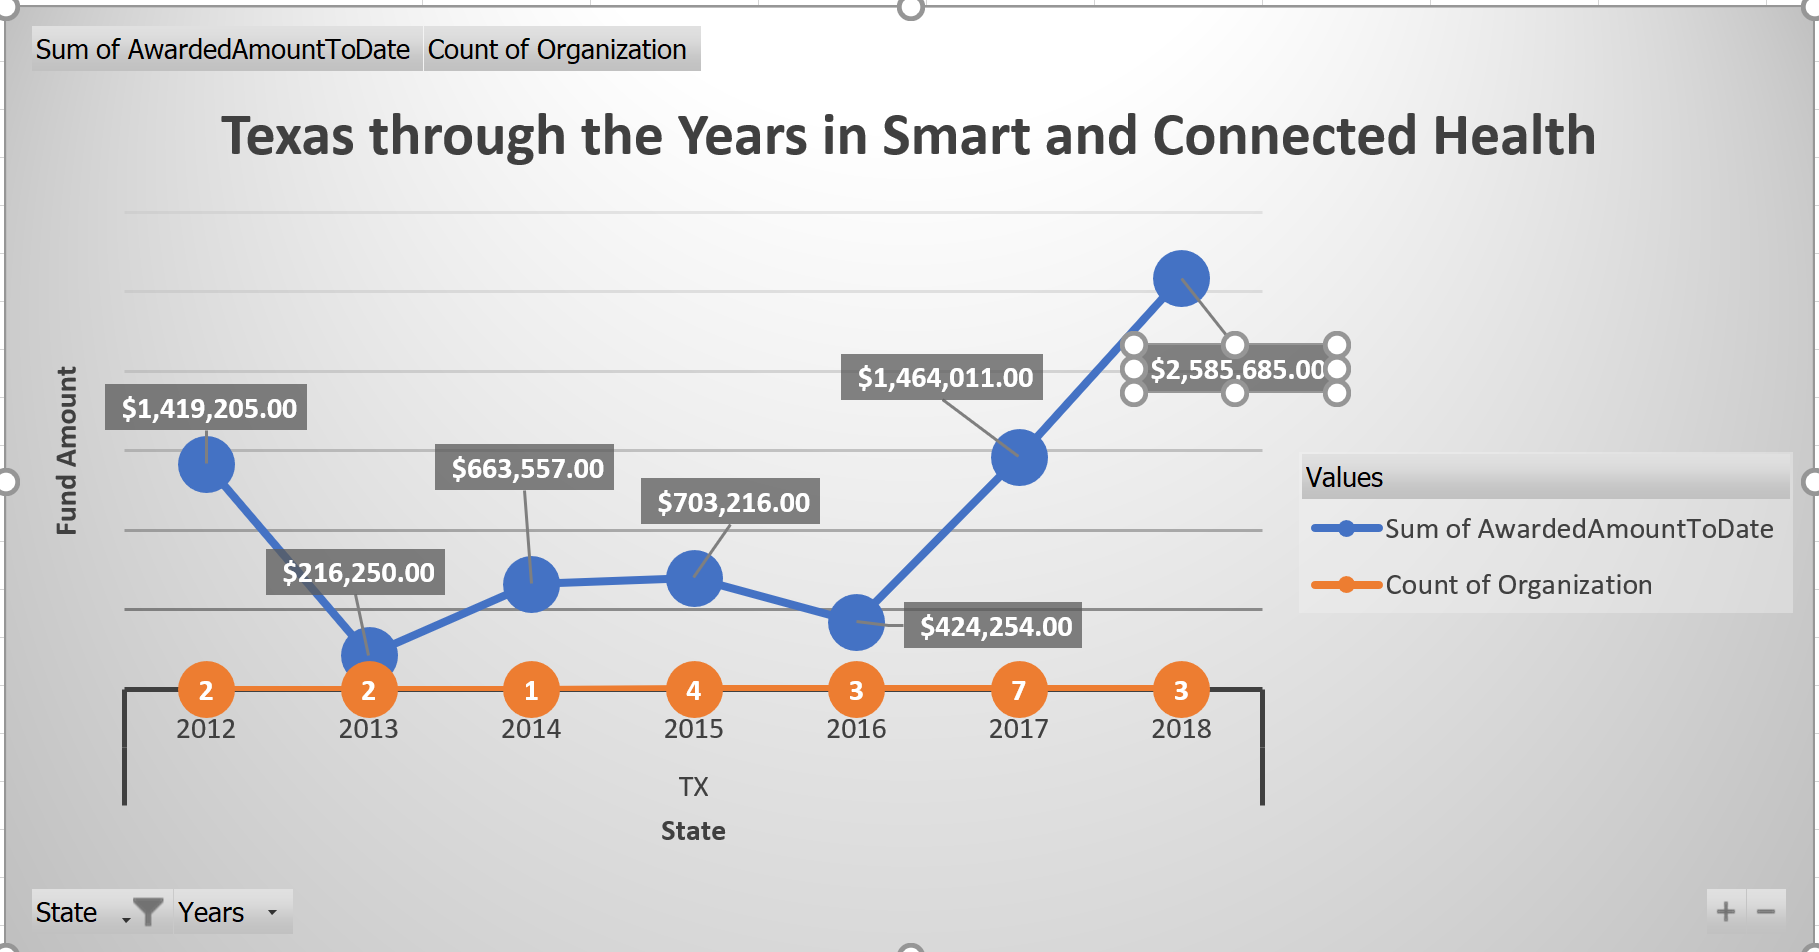 Sum of AwardedAmountToDate Count of Organization
Texas through the Years in Smart and Connected Health
Fund Amount
$1,419,205.00
$216,250.00
$663,557.00
$703,216.00
$424,254.00
$1,464,011.00
$2,585,685.00
Values
Sum of AwardedAmountToDate
Count of Organization
2 2 1 4 3 7 3
2012 2013 2014 2015 2016 2017 2018
TX
State
State Years
+ −